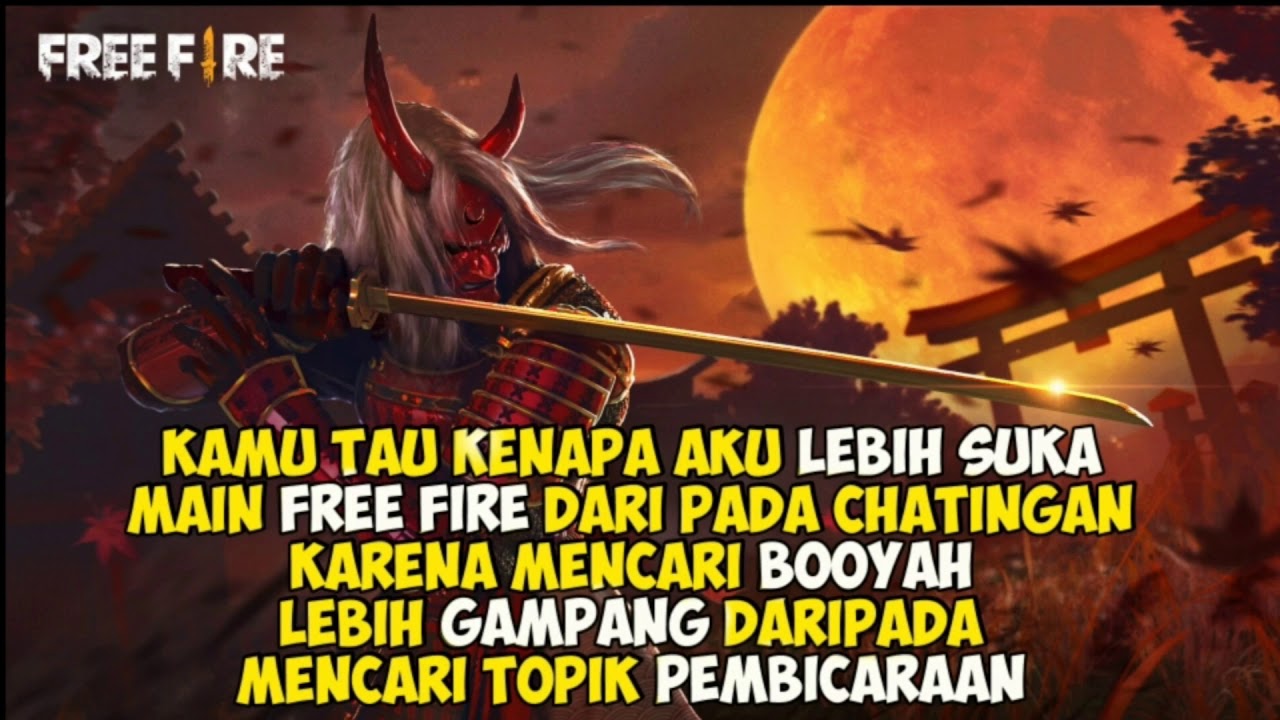 FREE FIRE
KAMU TAU KENAPA AKU LEBIH SUKA
MAIN FREE FIRE DARI PADA CHATINGAN
KARENA MENCARI BOOYAH
LEBIH GAMPANG DARIPADA
MENCARI TOPIK PEMBICARAAN